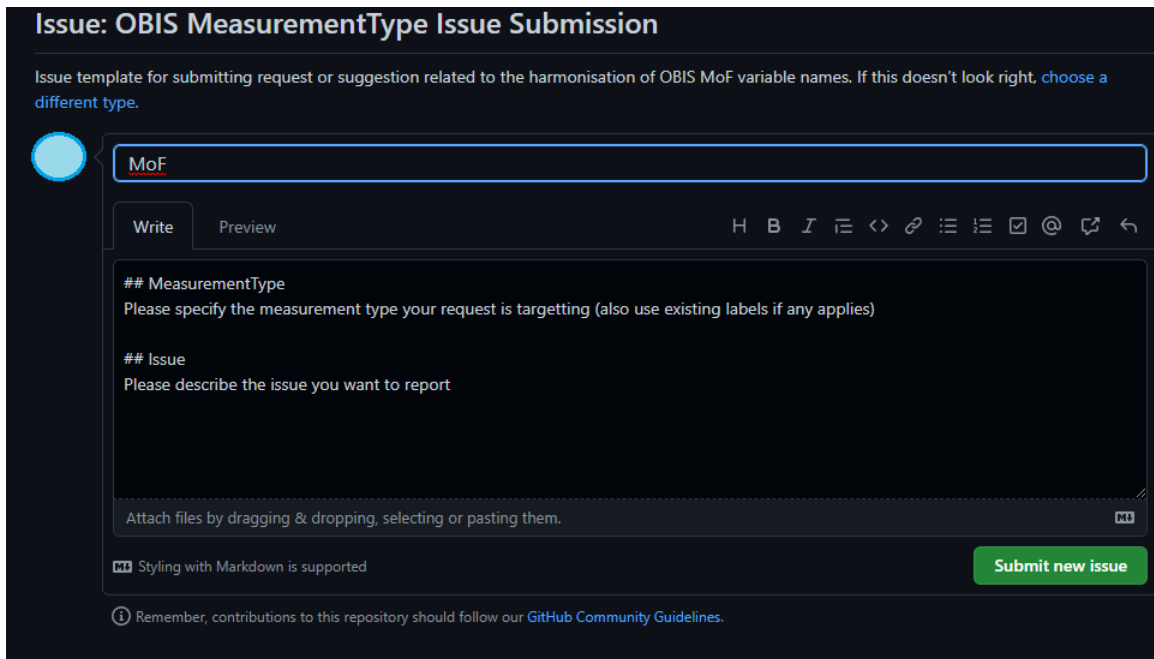 Issue: OBIS MeasurementType Issue Submission
Issue template for submitting request or suggestion related to the harmonisation of OBIS MoF variable names. If this doesn’t look right, choose a
different type.
MoF
Write Preview
## MeasurementType
Please specify the measurement type your request is targetting (also use existing labels if any applies)
## Issue
Please describe the issue you want to report
Attach files by dragging & dropping, selecting or pasting them.
Styling with Markdown is supported
Submit new issue
Remember, contributions to this repository should follow our GitHub Community Guidelines.